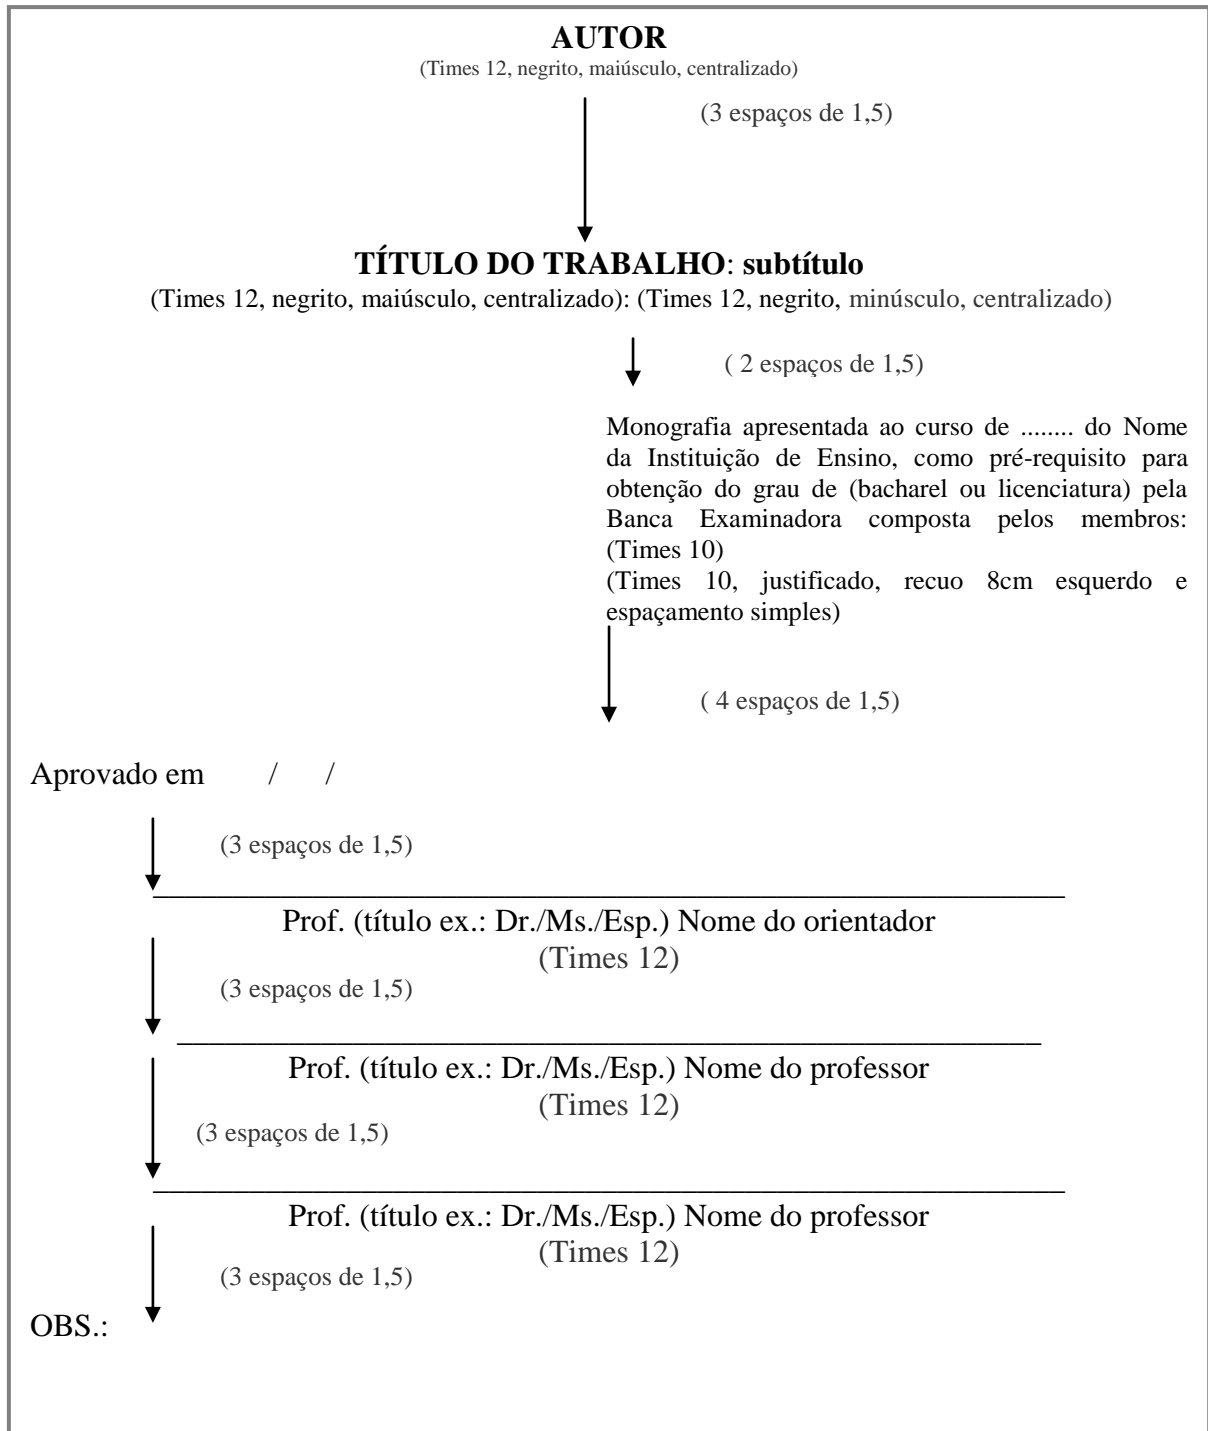 AUTOR
(Times 12, negrito, maiúsculo, centralizado)
(3 espaços de 1,5)
TÍTULO DO TRABALHO: subtítulo
(Times 12, negrito, maiúsculo, centralizado): (Times 12, negrito, minúsculo, centralizado)
( 2 espaços de 1,5)
Monografia apresentada ao curso de ........ do Nome
da Instituição de Ensino, como pré-requisito para
obtenção do grau de (bacharel ou licenciatura) pela
Banca Examinadora composta pelos membros:
(Times 10)
(Times 10, justificado, recuo 8cm esquerdo e
espaçamento simples)
( 4 espaços de 1,5)
Aprovado em / /
(3 espaços de 1,5)
Prof. (título ex.: Dr./Ms./Esp.) Nome do orientador
(Times 12)
(3 espaços de 1,5)
Prof. (título ex.: Dr./Ms./Esp.) Nome do professor
(Times 12)
(3 espaços de 1,5)
Prof. (título ex.: Dr./Ms./Esp.) Nome do professor
(Times 12)
(3 espaços de 1,5)
OBS.: